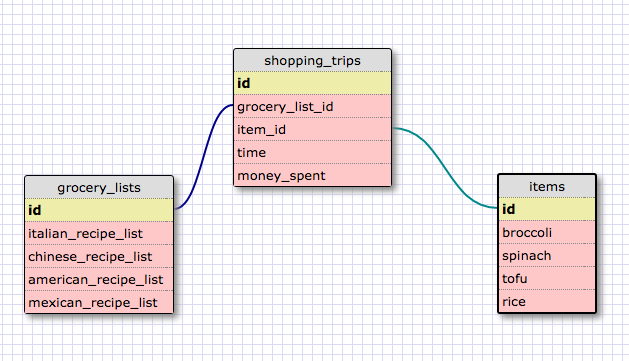 shopping_trips
id
grocery_list_id
item_id
time
money_spent
grocery_lists
id
italian_recipe_list
chinese_recipe_list
american_recipe_list
mexican_recipe_list
items
id
broccoli
spinach
tofu
rice